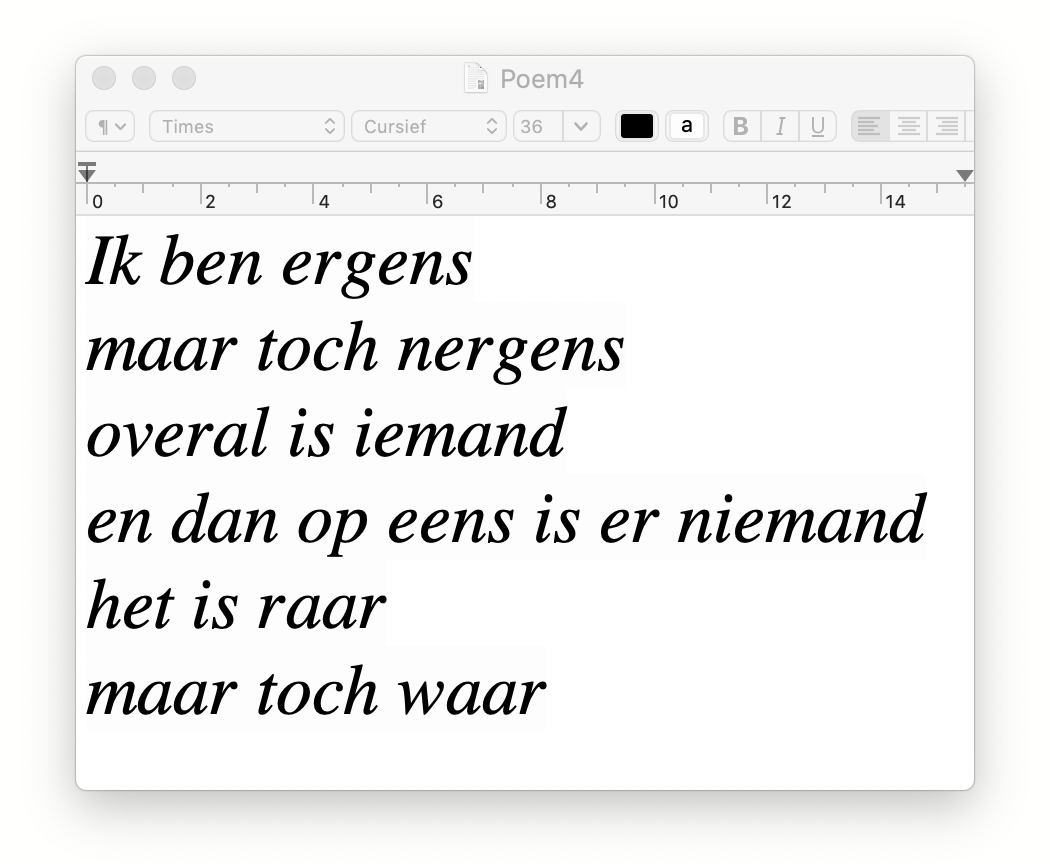 Poem4
¶ Times Cursief 36 a B I U
0 2 4 6 8 10 12 14
Ik ben ergens
maar toch nergens
overal is iemand
en dan op eens is er niemand
het is raar
maar toch waar